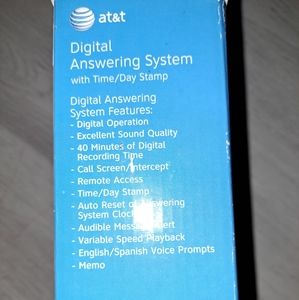 at&t
Digital
Answering System
with Time/Day Stamp
Digital Answering
System Features:
- Digital Operation
- Excellent Sound Quality
- 40 Minutes of Digital
Recording Time
- Call Screen/Intercept
- Remote Access
- Time/Day Stamp
- Auto Reset of Answering
System Clock
- Audible Message Alert
- Variable Speed Playback
- English/Spanish Voice Prompts
- Memo